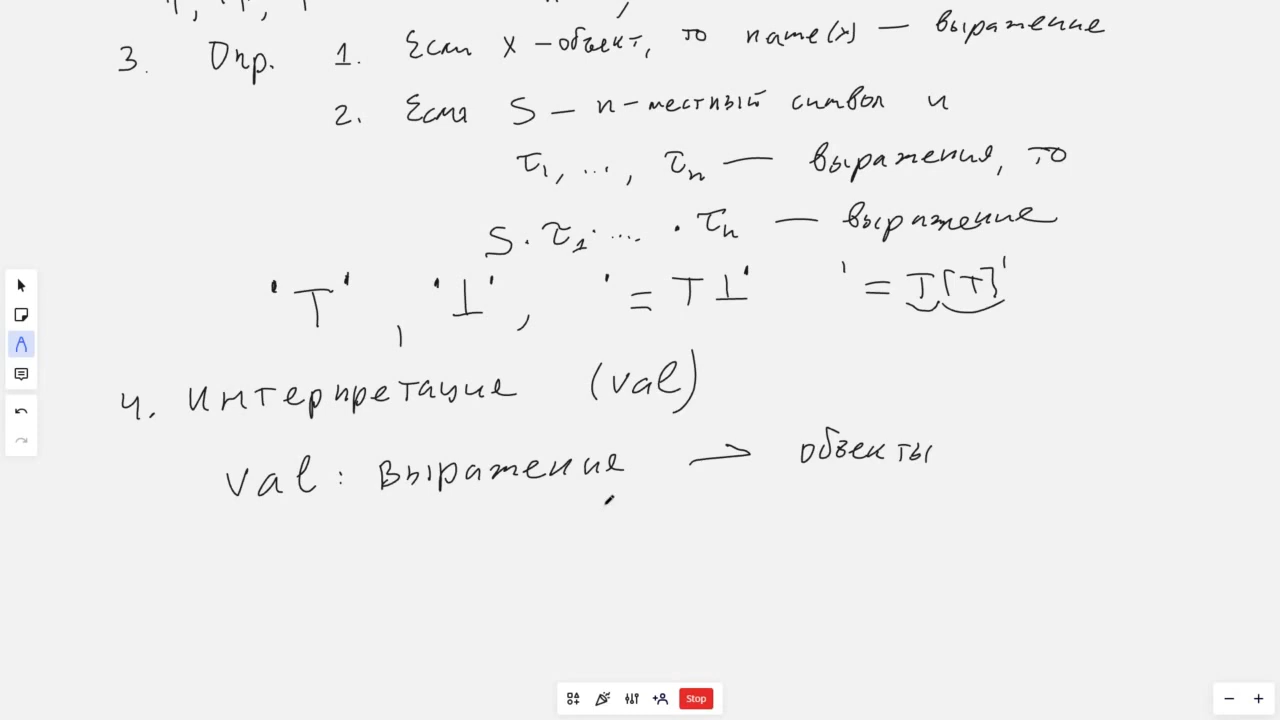 3. Опр. 1. Если x – объект, то name(x) — выражение
2. Если S — n-местный символ и
τ₁, ..., τₙ — выражения, то
S · τ₁ · ... · τₙ — выражение
'T', '⊥', '= T⊥' '= T[T]'
4. Интерпретация (val)
val : Выражение → объекты
Stop